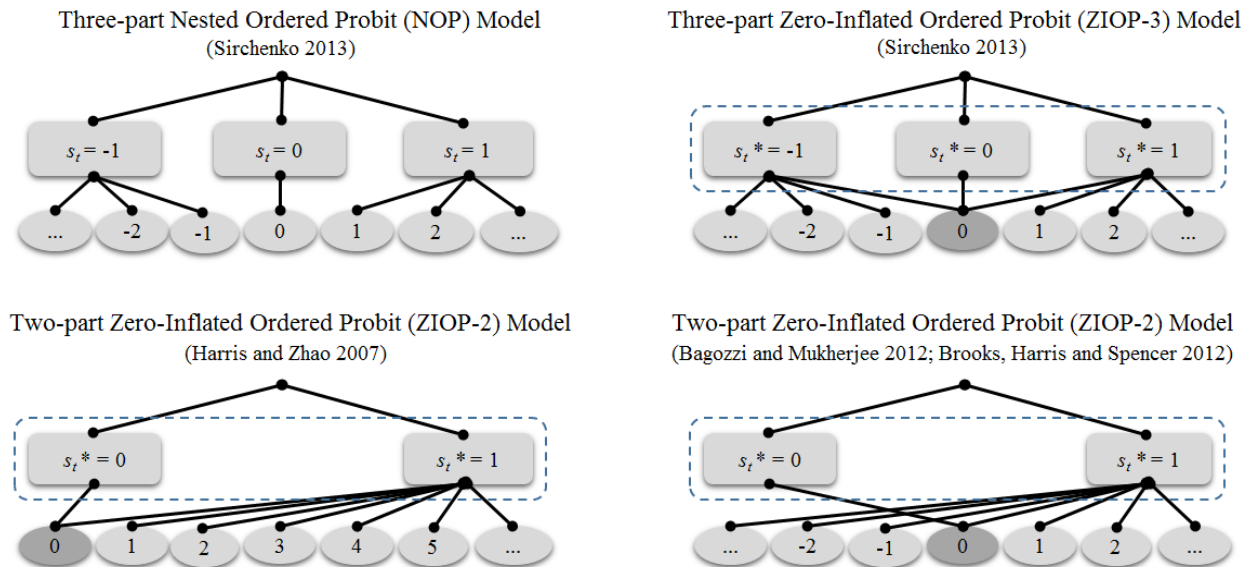 Three-part Nested Ordered Probit (NOP) Model
(Sirchenko 2013)
s_t = -1
s_t = 0
s_t = 1
... -2 -1 0 1 2 ...
Three-part Zero-Inflated Ordered Probit (ZIOP-3) Model
(Sirchenko 2013)
s_t * = -1
s_t * = 0
s_t * = 1
... -2 -1 0 1 2 ...
Two-part Zero-Inflated Ordered Probit (ZIOP-2) Model
(Harris and Zhao 2007)
s_t * = 0
s_t * = 1
0 1 2 3 4 5 ...
Two-part Zero-Inflated Ordered Probit (ZIOP-2) Model
(Bagozzi and Mukherjee 2012; Brooks, Harris and Spencer 2012)
s_t * = 0
s_t * = 1
... -2 -1 0 1 2 ...